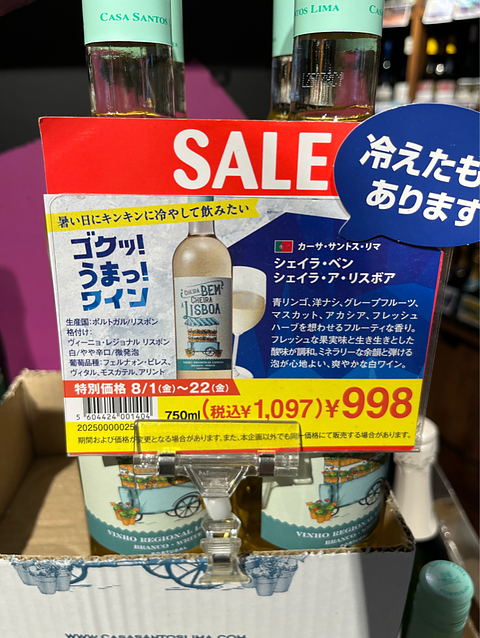 CASA SANTOS
TOS LIMA
SALE
冷えたも
あります
暑い日にキンキンに冷やして飲みたい
ゴクッ!
うまっ!
ワイン
生産国:ポルトガル/リスボン
格付け:
ヴィーニョ・レジョナル リスボン
白/やや辛口/微発泡
葡萄品種:フェルナォン・ピレス、
ヴィタル、モスカテル、アリント
CHEIRA BEM
CHEIRA
LISBOA
カーサ・サントス・リマ
シェイラ・ベン
シェイラ・ア・リスボア
青リンゴ、洋ナシ、グレープフルーツ、
マスカット、アカシア、フレッシュ
ハーブを想わせるフルーティな香り。
フレッシュな果実味と生き生きとした
酸味が調和。ミネラリーな余韻と弾ける
泡が心地よい、爽やかな白ワイン。
特別価格 8/1(金)~22(金)
5 604424 001404
20250000025
750ml (税込¥1,097) ¥998
期間および価格が変更となる場合があります。また、本企画以外でも同一価格にて販売する場合があります。
VINHO REGIONAL L
BRANCO • WHITE
VINHO REGIONAL
BRANCO • WHI
WWW.CASASANTOSLIMA.COM